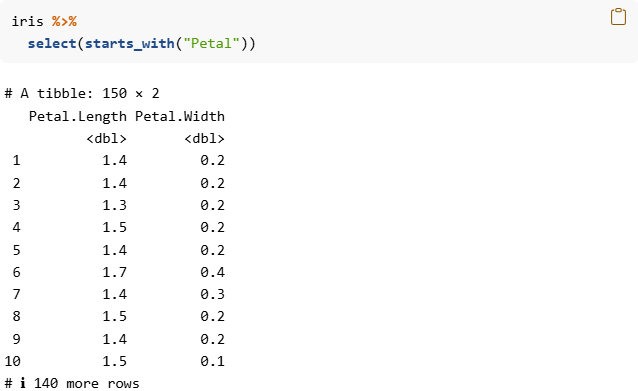 iris %>%
  select(starts_with("Petal"))
# A tibble: 150 × 2
   Petal.Length Petal.Width
          <dbl>       <dbl>
 1          1.4         0.2
 2          1.4         0.2
 3          1.3         0.2
 4          1.5         0.2
 5          1.4         0.2
 6          1.7         0.4
 7          1.4         0.3
 8          1.5         0.2
 9          1.4         0.2
10          1.5         0.1
# ℹ 140 more rows